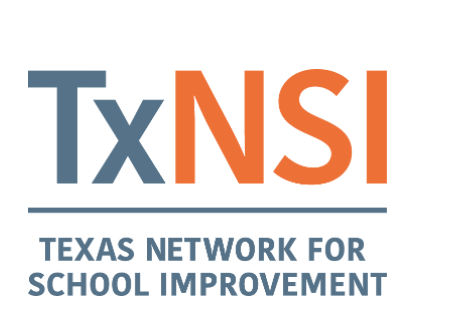 TxNSI
TEXAS NETWORK FOR
SCHOOL IMPROVEMENT